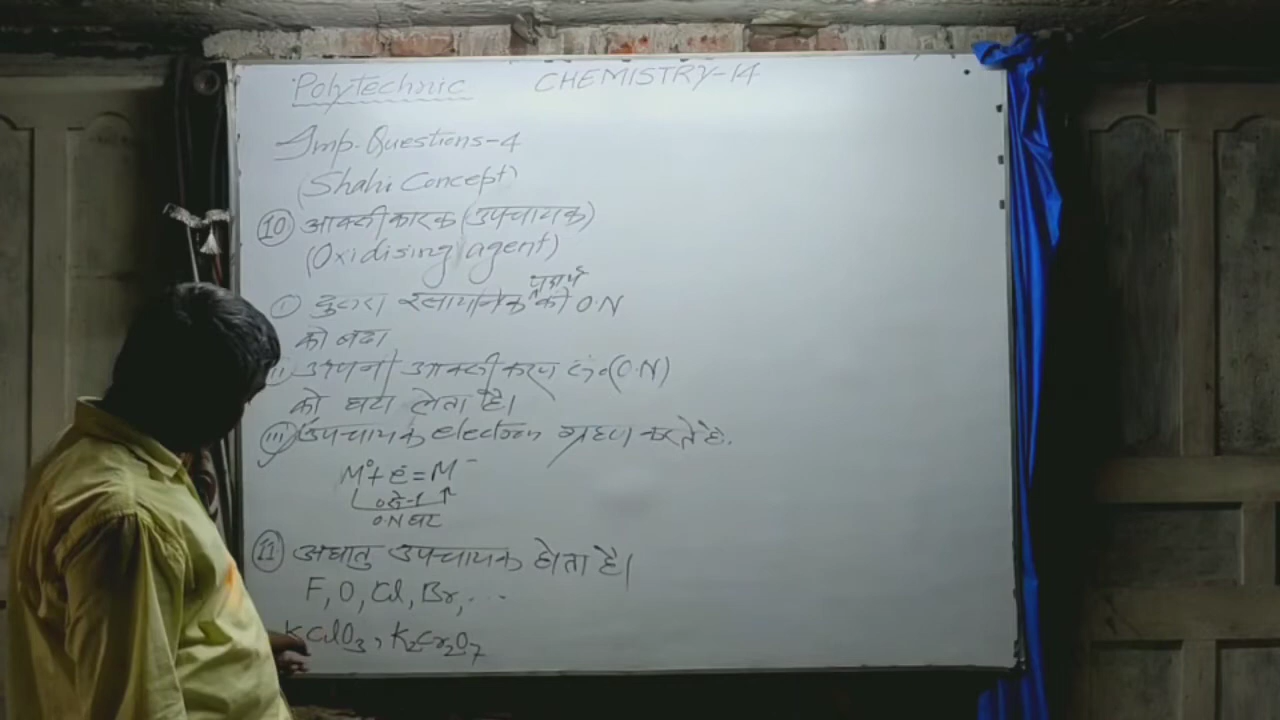 Polytechnic CHEMISTRY-14
Imp. Questions-4
(Shahi Concept)
10 आक्सीकारक (उपचायक)
(Oxidising agent)
पदार्थ
i दुसरा रसायनिक को O.N
को बढा
ii अपना आक्सीकरण सं०(O.N)
को घटा लेता है।
iii उपचायक electron ग्रहण करते है.
M⁰+e̅=M⁻
0 से -1
O.N घट
11 अधातु उपचायक होता है।
F, O, Cl, Br, ...
KClO₃, K₂Cr₂O₇